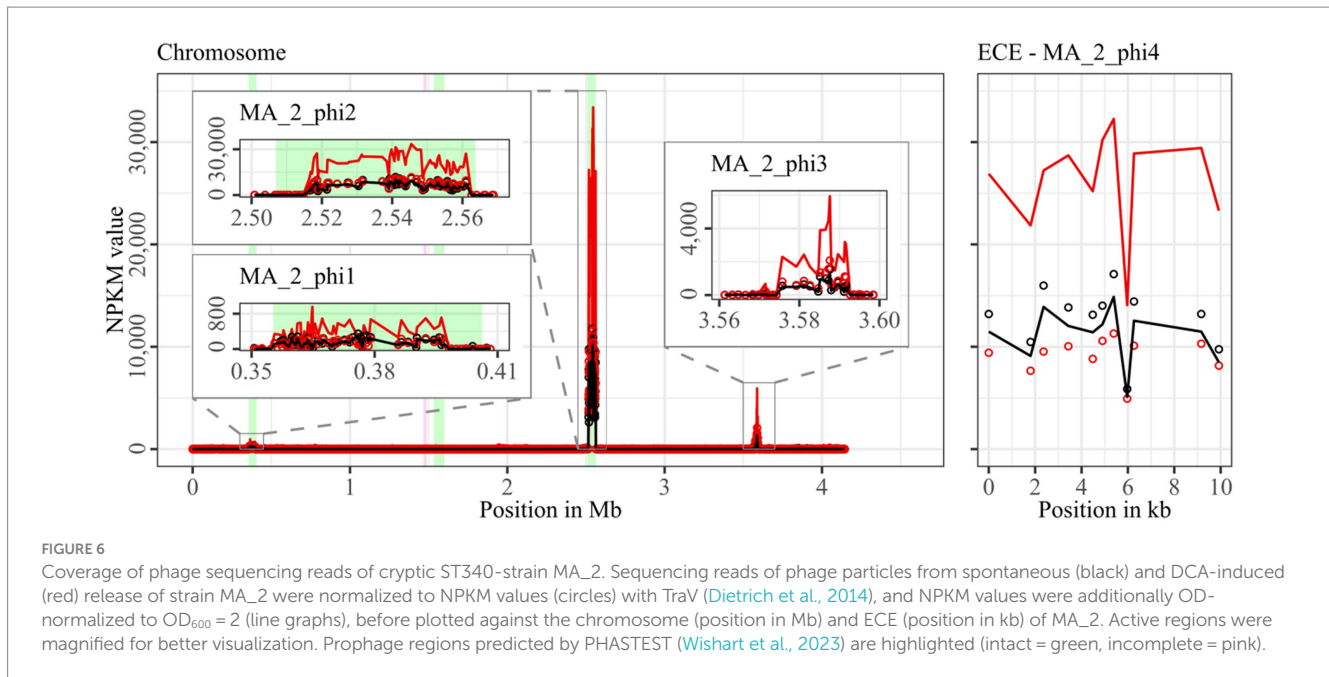 Chromosome
ECE - MA_2_phi4
NPKM value
30,000
20,000
10,000
0
MA_2_phi2
0 30,000
2.50 2.52 2.54 2.56
MA_2_phi1
0 800
0.35 0.38 0.41
MA_2_phi3
0 4,000
3.56 3.58 3.60
0 1 2 3 4
Position in Mb
0 2 4 6 8 10
Position in kb
FIGURE 6
Coverage of phage sequencing reads of cryptic ST340-strain MA_2. Sequencing reads of phage particles from spontaneous (black) and DCA-induced
(red) release of strain MA_2 were normalized to NPKM values (circles) with TraV (Dietrich et al., 2014), and NPKM values were additionally OD-
normalized to OD₆₀₀ = 2 (line graphs), before plotted against the chromosome (position in Mb) and ECE (position in kb) of MA_2. Active regions were
magnified for better visualization. Prophage regions predicted by PHASTEST (Wishart et al., 2023) are highlighted (intact = green, incomplete = pink).